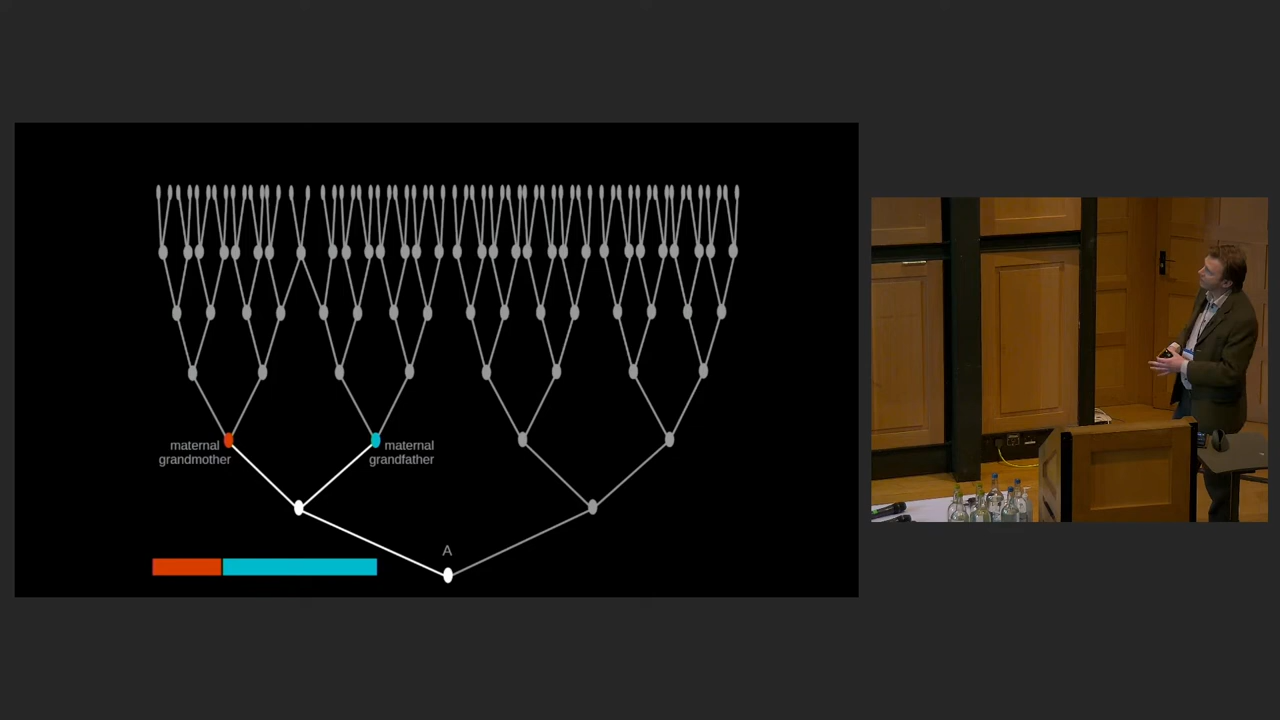 maternal
grandmother
maternal
grandfather
A